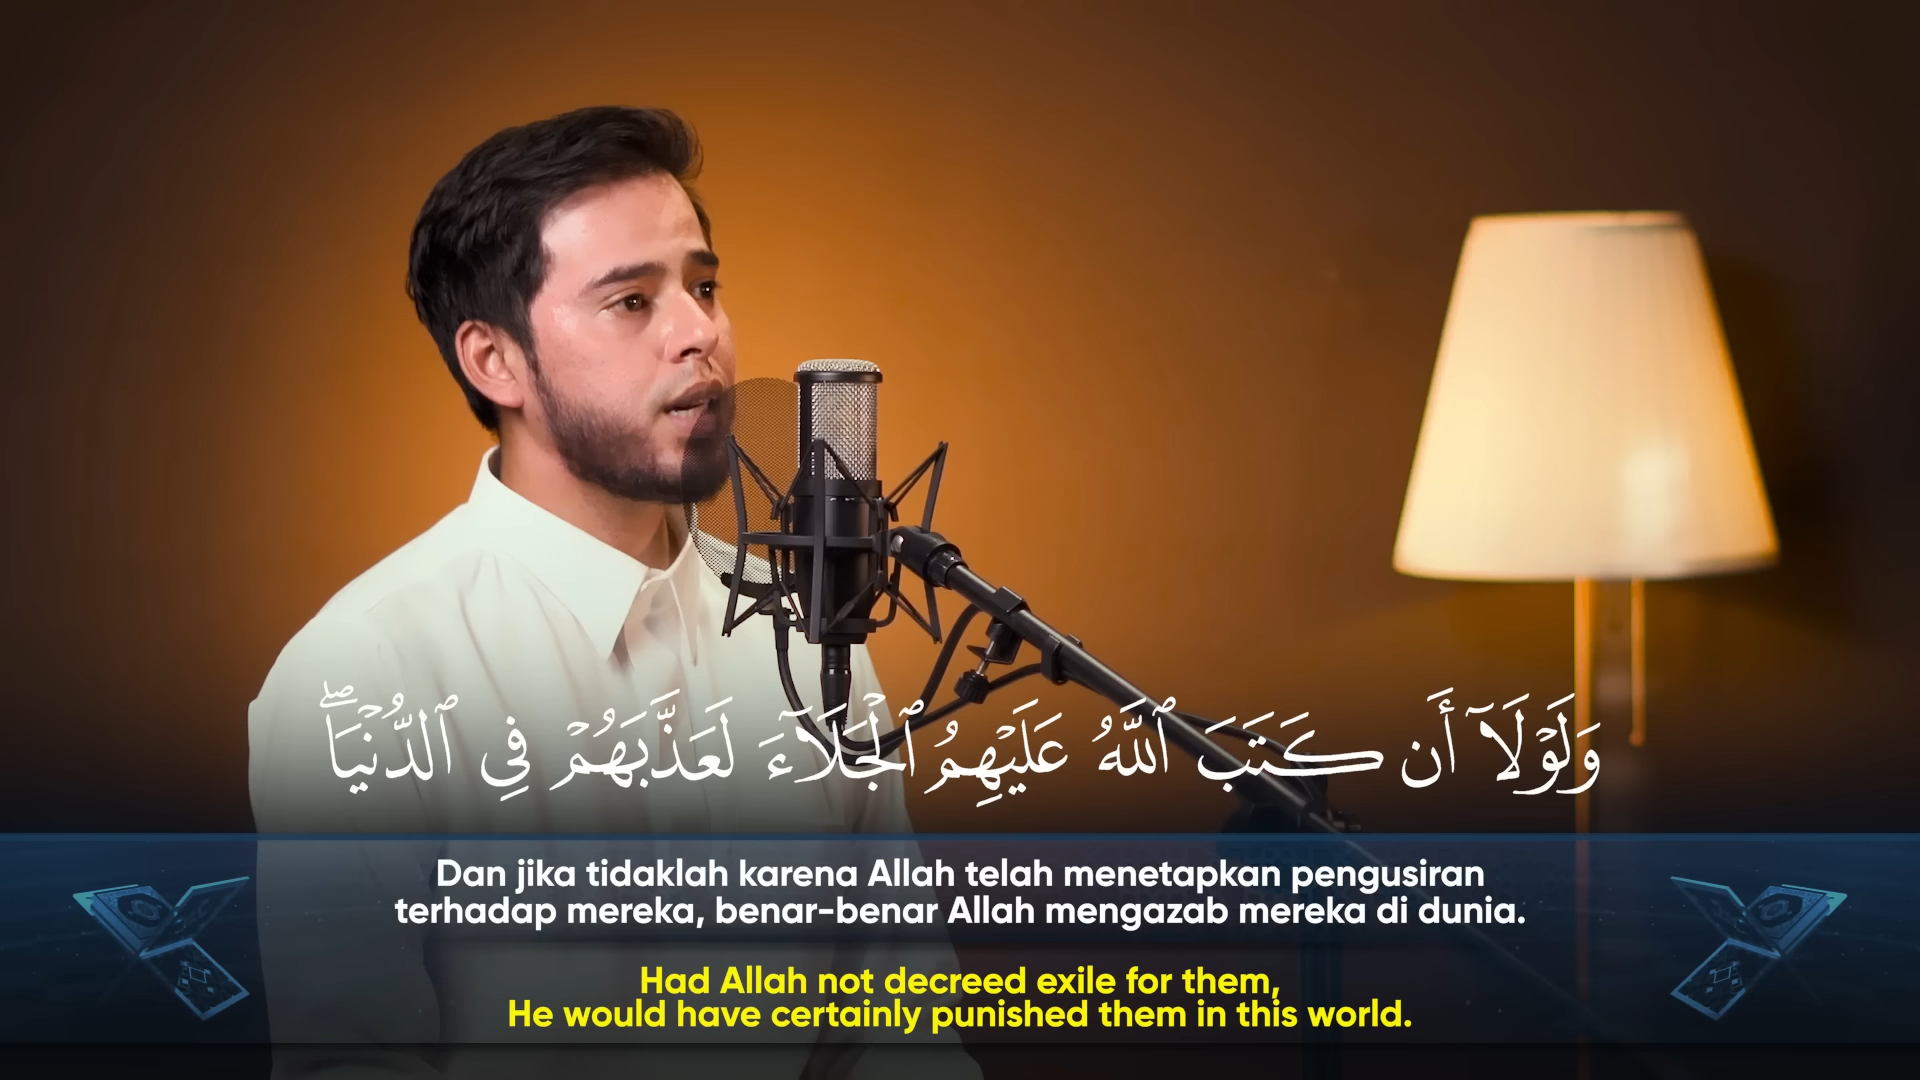 وَلَوۡلَآ أَن كَتَبَ ٱللَّهُ عَلَيۡهِمُ ٱلۡجَلَآءَ لَعَذَّبَهُمۡ فِي ٱلدُّنۡيَاۖ
Dan jika tidaklah karena Allah telah menetapkan pengusiran
terhadap mereka, benar-benar Allah mengazab mereka di dunia.
Had Allah not decreed exile for them,
He would have certainly punished them in this world.